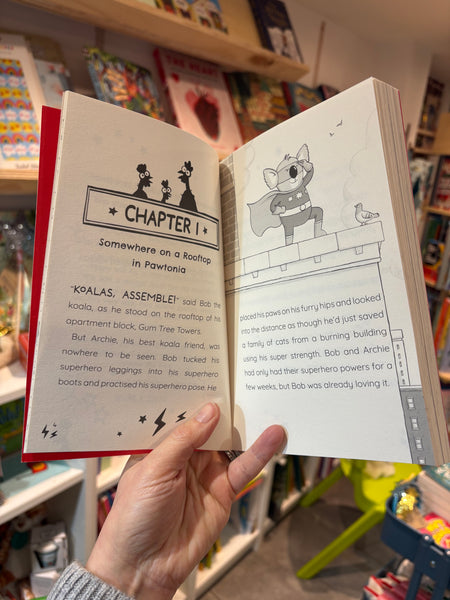 CHAPTER 1
Somewhere on a Rooftop
in Pawtonia
"KOALAS, ASSEMBLE!" said Bob the
koala, as he stood on the rooftop of his
apartment block, Gum Tree Towers.
But Archie, his best koala friend, was
nowhere to be seen. Bob tucked his
superhero leggings into his superhero
boots and practised his superhero pose. He
placed his paws on his furry hips and looked
into the distance as though he'd just saved
a family of cats from a burning building
using his super strength. Bob and Archie
had only had their superhero powers for a
few weeks, but Bob was already loving it.